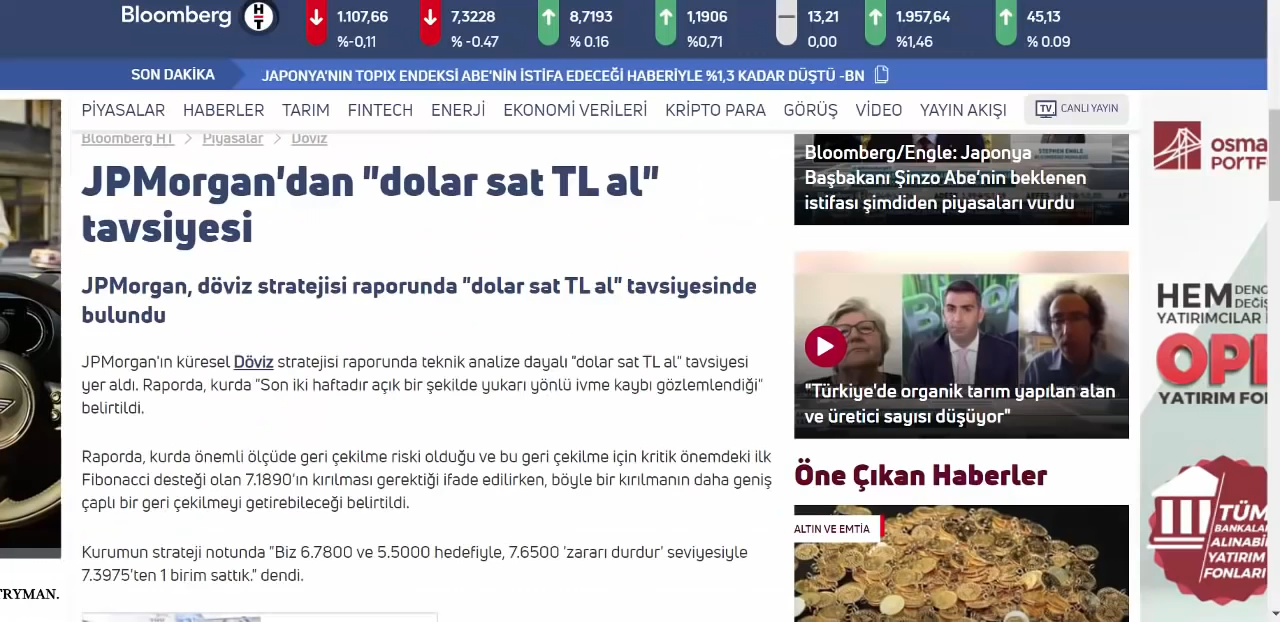 Bloomberg HT
1.107,66
%-0,11
7,3228
% -0.47
8,7193
% 0.16
1,1906
%0,71
13,21
0,00
1.957,64
%1,46
45,13
% 0.09
SON DAKİKA
JAPONYA'NIN TOPIX ENDEKSİ ABE'NİN İSTİFA EDECEĞİ HABERİYLE %1,3 KADAR DÜŞTÜ -BN
PİYASALAR HABERLER TARIM FINTECH ENERJİ EKONOMİ VERİLERİ KRİPTO PARA GÖRÜŞ VİDEO YAYIN AKIŞI TV CANLI YAYIN
Bloomberg HT > Piyasalar > Döviz
JPMorgan'dan "dolar sat TL al"
tavsiyesi
JPMorgan, döviz stratejisi raporunda "dolar sat TL al" tavsiyesinde
bulundu
JPMorgan'ın küresel Döviz stratejisi raporunda teknik analize dayalı "dolar sat TL al" tavsiyesi
yer aldı. Raporda, kurda "Son iki haftadır açık bir şekilde yukarı yönlü ivme kaybı gözlemlendiği"
belirtildi.
Raporda, kurda önemli ölçüde geri çekilme riski olduğu ve bu geri çekilme için kritik önemdeki ilk
Fibonacci desteği olan 7.1890'ın kırılması gerektiği ifade edilirken, böyle bir kırılmanın daha geniş
çaplı bir geri çekilmeyi getirebileceği belirtildi.
Kurumun strateji notunda "Biz 6.7800 ve 5.5000 hedefiyle, 7.6500 'zararı durdur' seviyesiyle
7.3975'ten 1 birim sattık." dendi.
STEPHEN ENGLE
Bloomberg/Engle: Japonya
Başbakanı Şinzo Abe'nin beklenen
istifası şimdiden piyasaları vurdu
"Türkiye'de organik tarım yapılan alan
ve üretici sayısı düşüyor"
Öne Çıkan Haberler
ALTIN VE EMTİA
TRYMAN.
OSMA
PORTF
HEM DENG
DEĞİŞ
YATIRIMCILAR İ
OPI
YATIRIM FON
TÜM
BANKALA
ALINABİL
YATIRIM
FONLARI